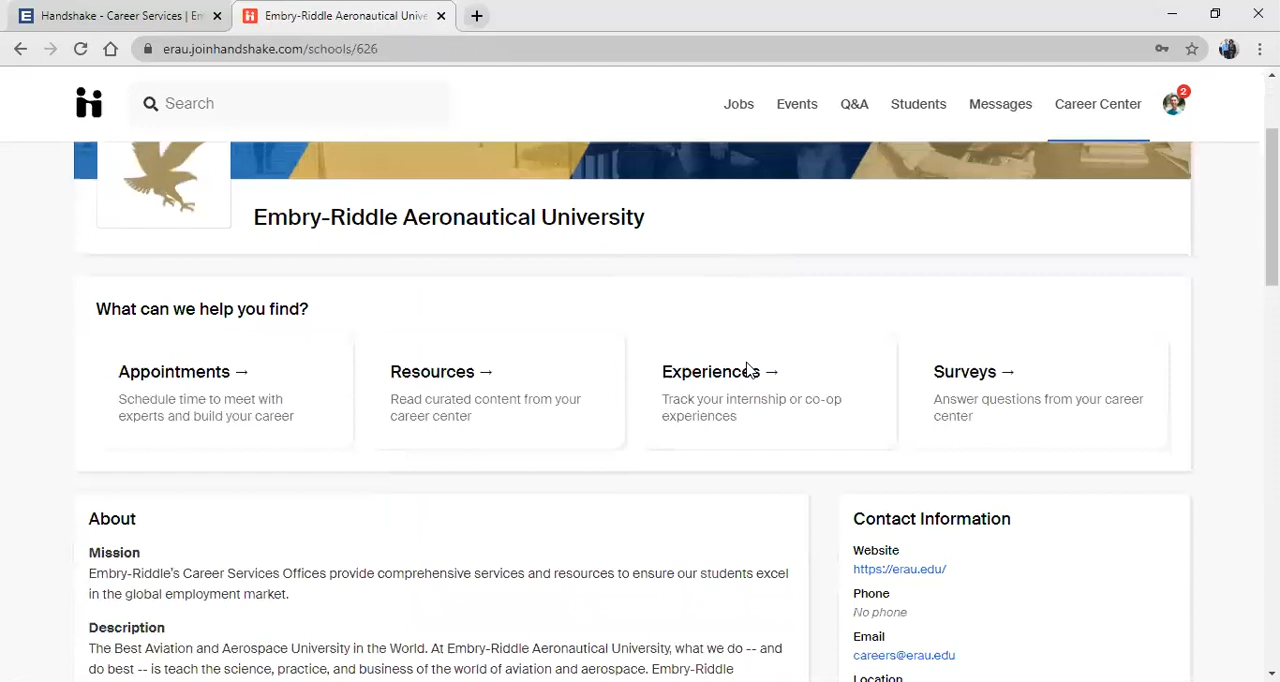 Handshake - Career Services | Em
Embry-Riddle Aeronautical Unive
erau.joinhandshake.com/schools/626
Search
Jobs
Events
Q&A
Students
Messages
Career Center
2
Embry-Riddle Aeronautical University
What can we help you find?
Appointments →
Schedule time to meet with
experts and build your career
Resources →
Read curated content from your
career center
Experiences →
Track your internship or co-op
experiences
Surveys →
Answer questions from your career
center
About
Mission
Embry-Riddle's Career Services Offices provide comprehensive services and resources to ensure our students excel
in the global employment market.
Description
The Best Aviation and Aerospace University in the World. At Embry-Riddle Aeronautical University, what we do -- and
do best -- is teach the science, practice, and business of the world of aviation and aerospace. Embry-Riddle
Contact Information
Website
https://erau.edu/
Phone
No phone
Email
careers@erau.edu
Location